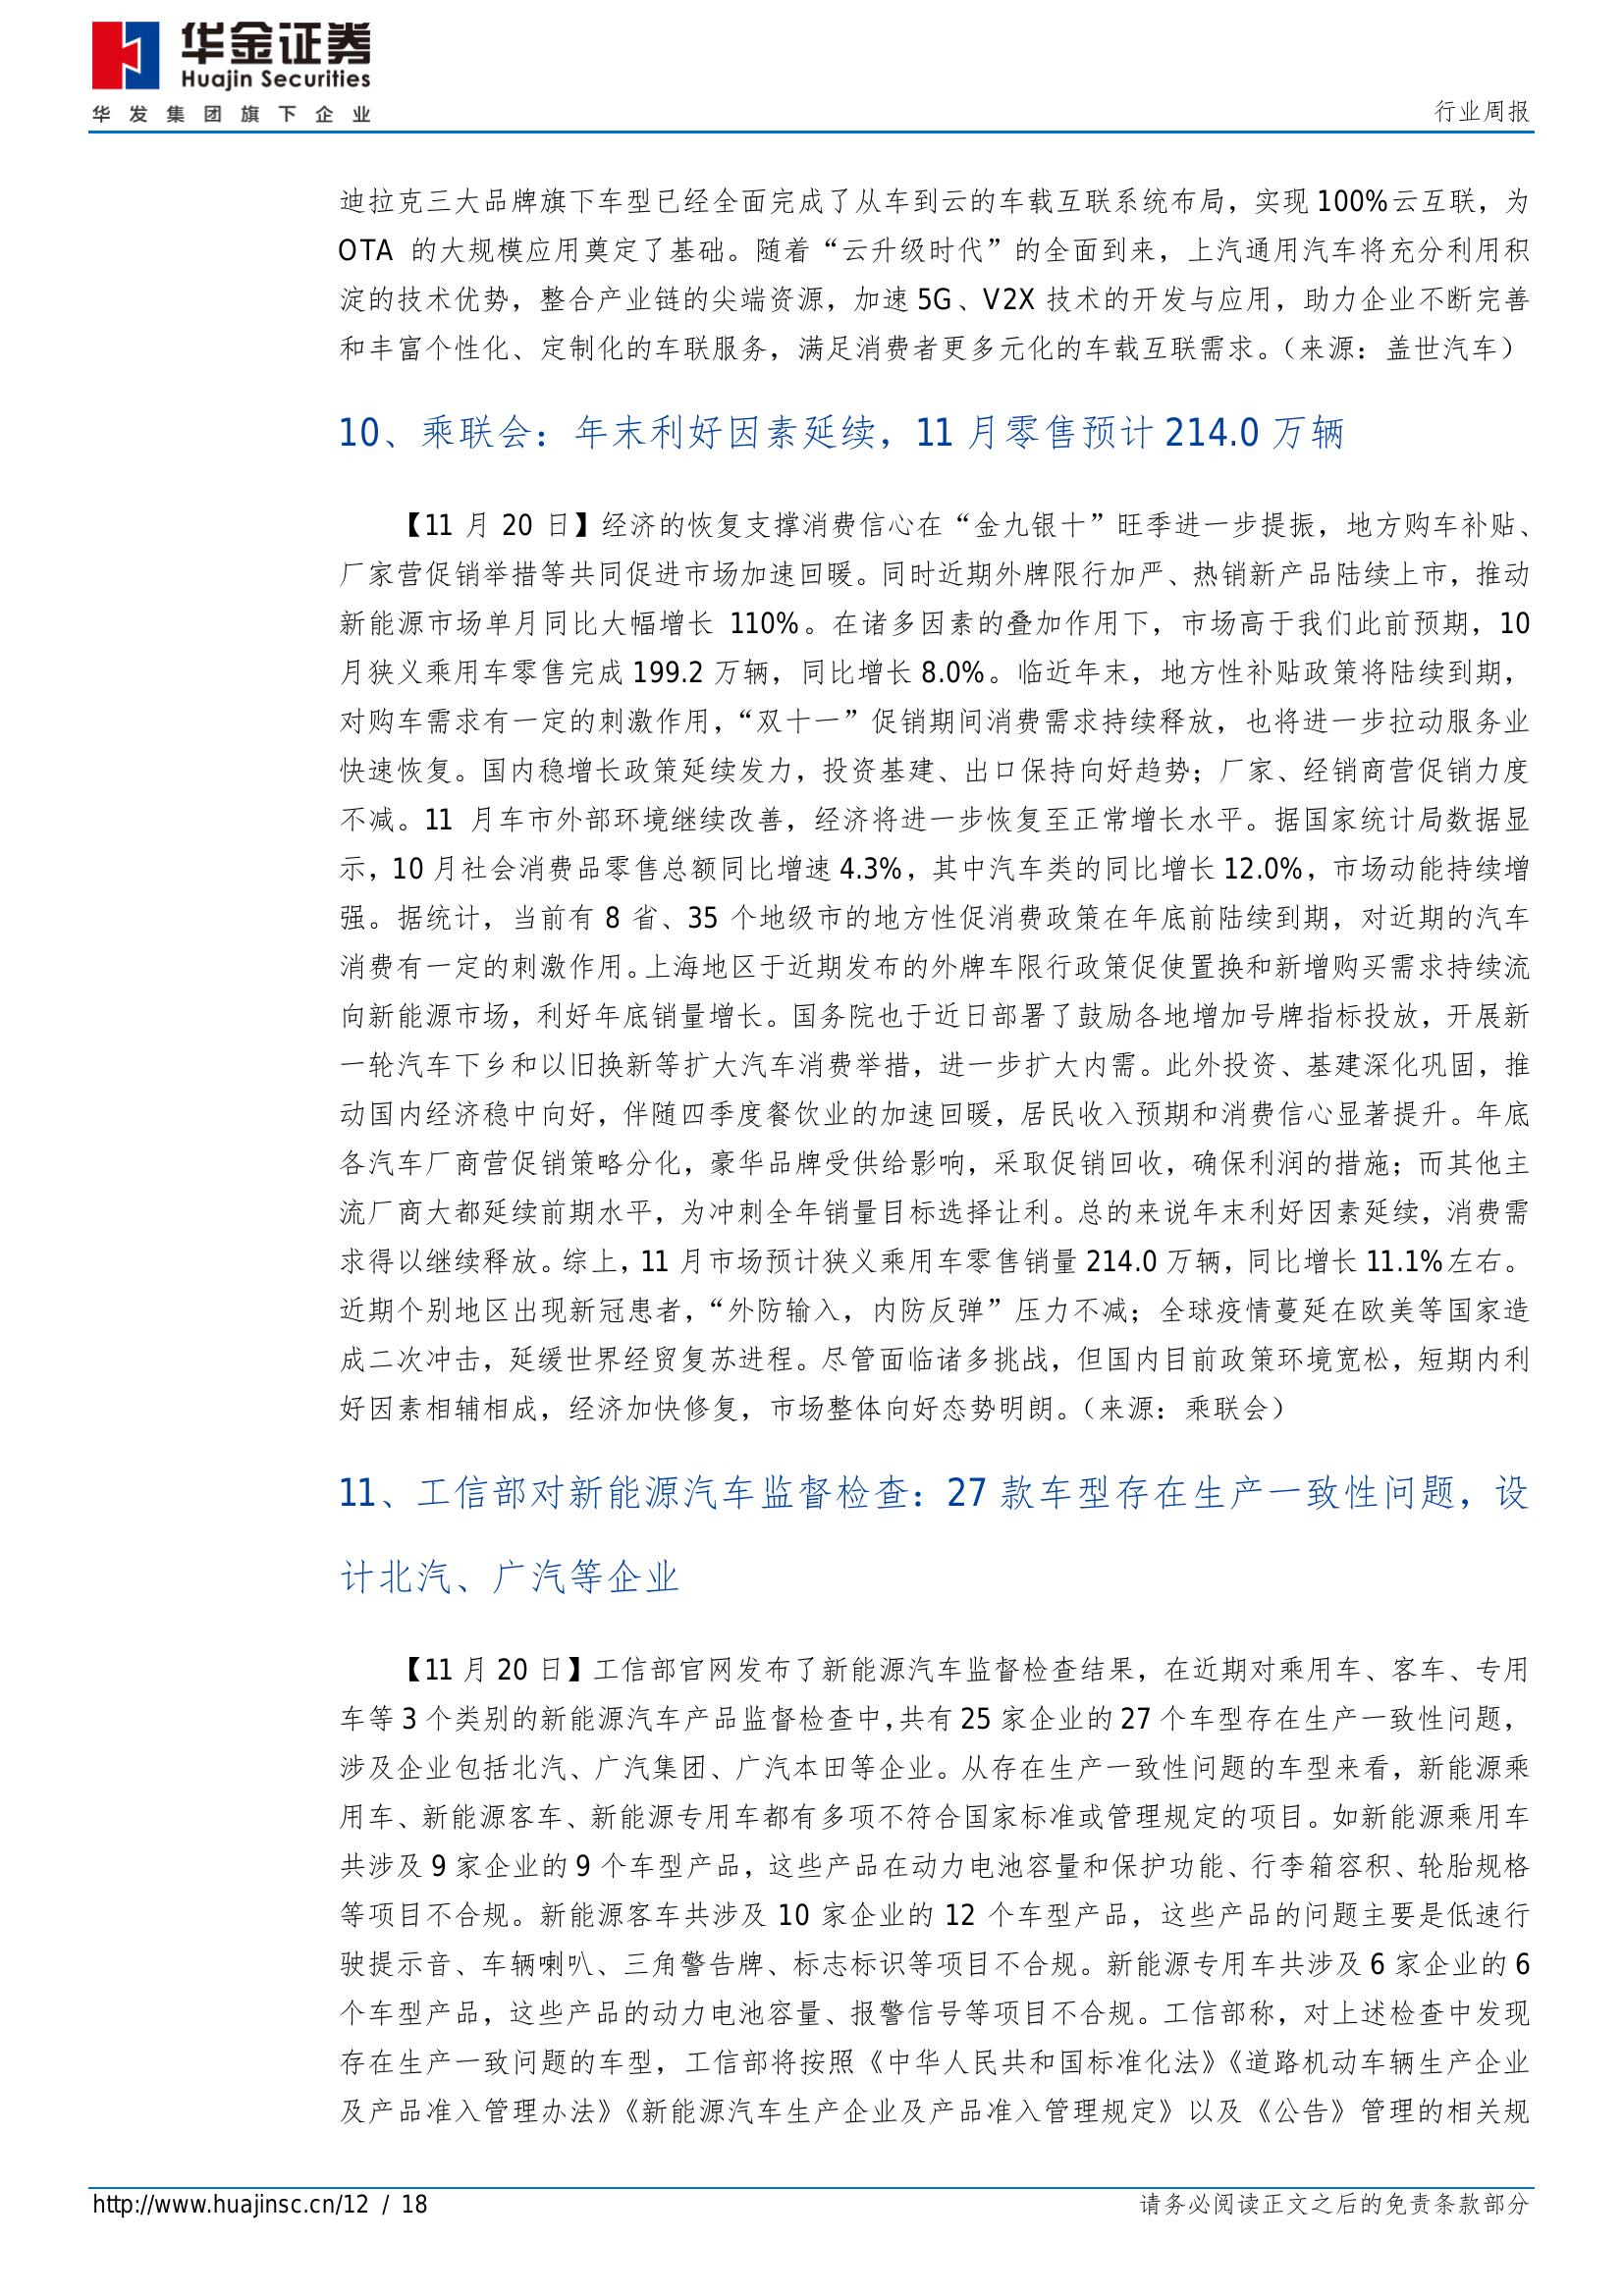 华金证券
Huajin Securities
华发集团旗下企业
行业周报
迪拉克三大品牌旗下车型已经全面完成了从车到云的车载互联系统布局，实现 100%云互联，为
OTA 的大规模应用奠定了基础。随着“云升级时代”的全面到来，上汽通用汽车将充分利用积
淀的技术优势，整合产业链的尖端资源，加速 5G、V2X 技术的开发与应用，助力企业不断完善
和丰富个性化、定制化的车联服务，满足消费者更多元化的车载互联需求。（来源：盖世汽车）
10、乘联会：年末利好因素延续，11 月零售预计 214.0 万辆
【11 月 20 日】经济的恢复支撑消费信心在“金九银十”旺季进一步提振，地方购车补贴、
厂家营促销举措等共同促进市场加速回暖。同时近期外牌限行加严、热销新产品陆续上市，推动
新能源市场单月同比大幅增长 110%。在诸多因素的叠加作用下，市场高于我们此前预期，10
月狭义乘用车零售完成 199.2 万辆，同比增长 8.0%。临近年末，地方性补贴政策将陆续到期，
对购车需求有一定的刺激作用，“双十一”促销期间消费需求持续释放，也将进一步拉动服务业
快速恢复。国内稳增长政策延续发力，投资基建、出口保持向好趋势；厂家、经销商营促销力度
不减。11 月车市外部环境继续改善，经济将进一步恢复至正常增长水平。据国家统计局数据显
示，10 月社会消费品零售总额同比增速 4.3%，其中汽车类的同比增长 12.0%，市场动能持续增
强。据统计，当前有 8 省、35 个地级市的地方性促消费政策在年底前陆续到期，对近期的汽车
消费有一定的刺激作用。上海地区于近期发布的外牌车限行政策促使置换和新增购买需求持续流
向新能源市场，利好年底销量增长。国务院也于近日部署了鼓励各地增加号牌指标投放，开展新
一轮汽车下乡和以旧换新等扩大汽车消费举措，进一步扩大内需。此外投资、基建深化巩固，推
动国内经济稳中向好，伴随四季度餐饮业的加速回暖，居民收入预期和消费信心显著提升。年底
各汽车厂商营促销策略分化，豪华品牌受供给影响，采取促销回收，确保利润的措施；而其他主
流厂商大都延续前期水平，为冲刺全年销量目标选择让利。总的来说年末利好因素延续，消费需
求得以继续释放。综上，11 月市场预计狭义乘用车零售销量 214.0 万辆，同比增长 11.1%左右。
近期个别地区出现新冠患者，“外防输入，内防反弹”压力不减；全球疫情蔓延在欧美等国家造
成二次冲击，延缓世界经贸复苏进程。尽管面临诸多挑战，但国内目前政策环境宽松，短期内利
好因素相辅相成，经济加快修复，市场整体向好态势明朗。（来源：乘联会）
11、工信部对新能源汽车监督检查：27 款车型存在生产一致性问题，设
计北汽、广汽等企业
【11 月 20 日】工信部官网发布了新能源汽车监督检查结果，在近期对乘用车、客车、专用
车等 3 个类别的新能源汽车产品监督检查中，共有 25 家企业的 27 个车型存在生产一致性问题，
涉及企业包括北汽、广汽集团、广汽本田等企业。从存在生产一致性问题的车型来看，新能源乘
用车、新能源客车、新能源专用车都有多项不符合国家标准或管理规定的项目。如新能源乘用车
共涉及 9 家企业的 9 个车型产品，这些产品在动力电池容量和保护功能、行李箱容积、轮胎规格
等项目不合规。新能源客车共涉及 10 家企业的 12 个车型产品，这些产品的问题主要是低速行
驶提示音、车辆喇叭、三角警告牌、标志标识等项目不合规。新能源专用车共涉及 6 家企业的 6
个车型产品，这些产品的动力电池容量、报警信号等项目不合规。工信部称，对上述检查中发现
存在生产一致问题的车型，工信部将按照《中华人民共和国标准化法》《道路机动车辆生产企业
及产品准入管理办法》《新能源汽车生产企业及产品准入管理规定》以及《公告》管理的相关规
http://www.huajinsc.cn/12 / 18
请务必阅读正文之后的免责条款部分